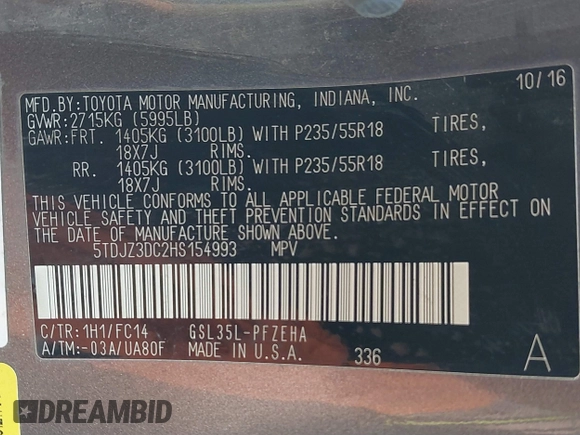 10/16
MFD.BY:TOYOTA MOTOR MANUFACTURING, INDIANA, INC.
GVWR:2715KG (5995LB)
GAWR:FRT. 1405KG (3100LB) WITH P235/55R18 TIRES,
18X7J RIMS.
RR. 1405KG (3100LB) WITH P235/55R18 TIRES,
18X7J RIMS.
THIS VEHICLE CONFORMS TO ALL APPLICABLE FEDERAL MOTOR
VEHICLE SAFETY AND THEFT PREVENTION STANDARDS IN EFFECT ON
THE DATE OF MANUFACTURE SHOWN ABOVE.
5TDJZ3DC2HS154993 MPV
C/TR:1H1/FC14 GSL35L-PFZEHA
A/TM:-03A/UA80F MADE IN U.S.A. 336 A
DREAMBID